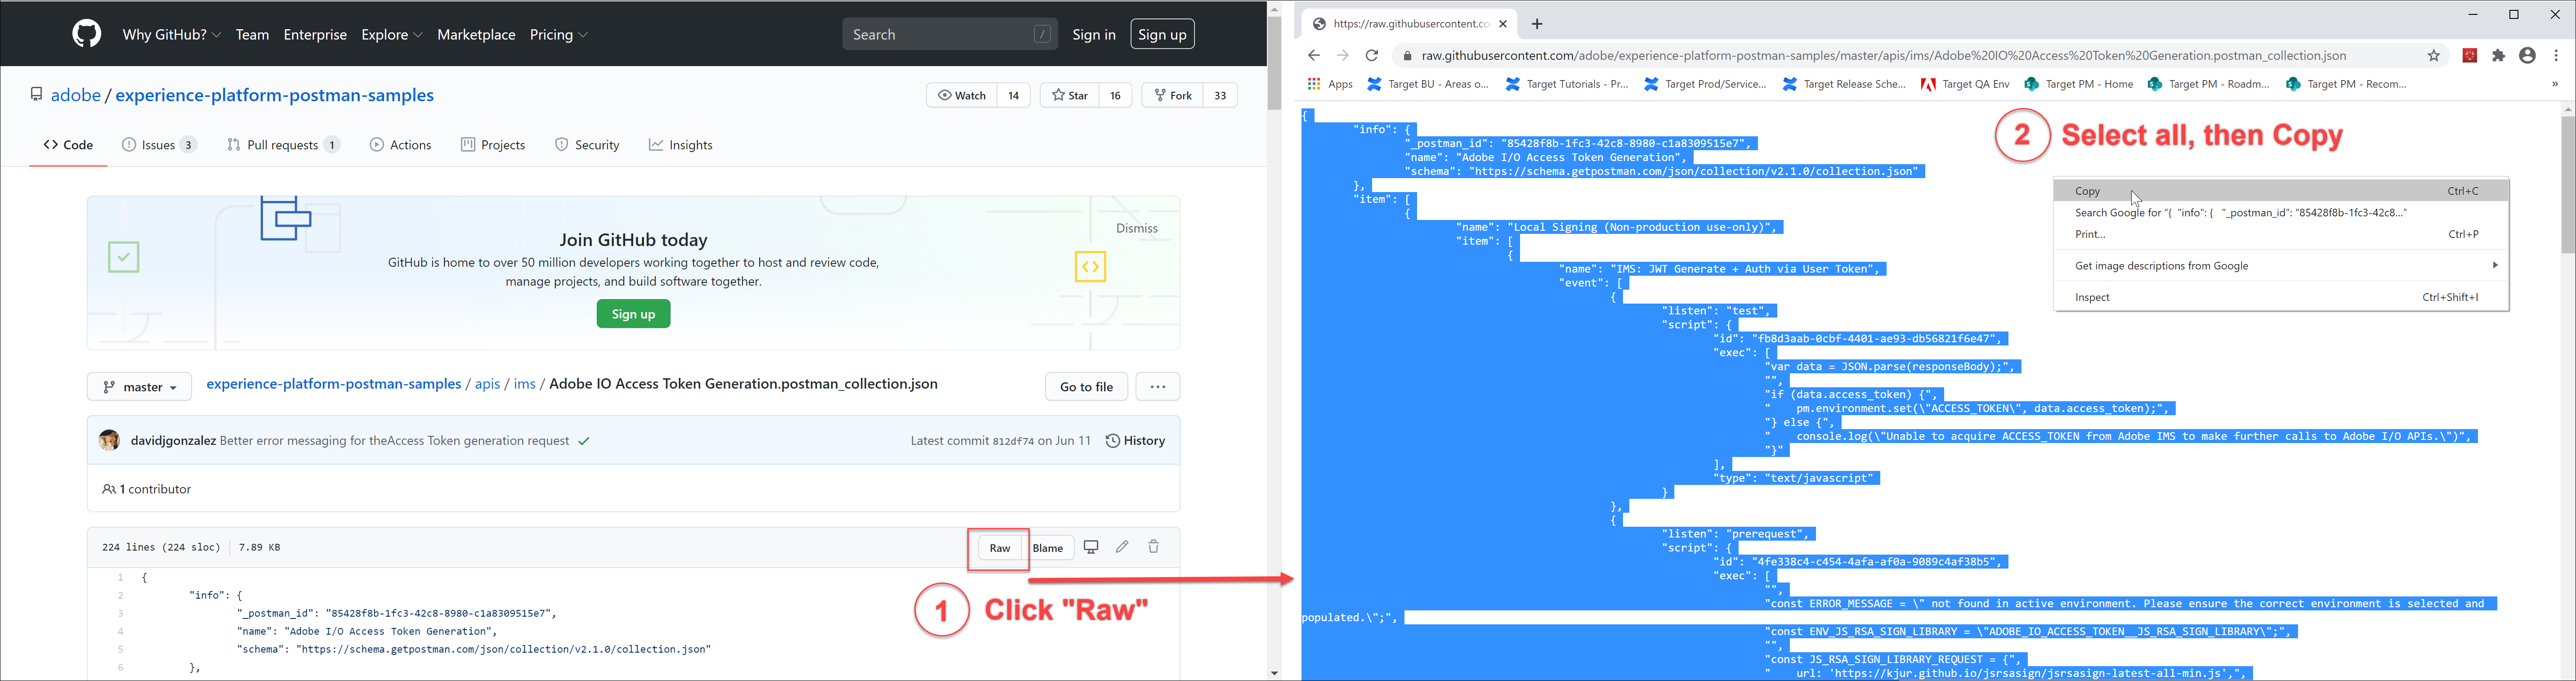 Why GitHub? Team Enterprise Explore Marketplace Pricing Search / Sign in Sign up
adobe / experience-platform-postman-samples Watch 14 Star 16 Fork 33
Code Issues 3 Pull requests 1 Actions Projects Security Insights
Join GitHub today
Dismiss
GitHub is home to over 50 million developers working together to host and review code,
manage projects, and build software together.
Sign up
master experience-platform-postman-samples / apis / ims / Adobe IO Access Token Generation.postman_collection.json Go to file ...
davidjgonzalez Better error messaging for theAccess Token generation request Latest commit 812df74 on Jun 11 History
1 contributor
224 lines (224 sloc) 7.89 KB Raw Blame
1 {
2 "info": {
3 "_postman_id": "85428f8b-1fc3-42c8-8980-c1a8309515e7",
4 "name": "Adobe I/O Access Token Generation",
5 "schema": "https://schema.getpostman.com/json/collection/v2.1.0/collection.json"
6 },
1 Click "Raw"
https://raw.githubusercontent.co
raw.githubusercontent.com/adobe/experience-platform-postman-samples/master/apis/ims/Adobe%20IO%20Access%20Token%20Generation.postman_collection.json
Apps Target BU - Areas o... Target Tutorials - Pr... Target Prod/Service... Target Release Sche... Target QA Env Target PM - Home Target PM - Roadm... Target PM - Recom... »
2 Select all, then Copy
Copy Ctrl+C
Search Google for "{ "info": { "_postman_id": "85428f8b-1fc3-42c8..."
Print... Ctrl+P
Get image descriptions from Google
Inspect Ctrl+Shift+I
{
"info": {
"_postman_id": "85428f8b-1fc3-42c8-8980-c1a8309515e7",
"name": "Adobe I/O Access Token Generation",
"schema": "https://schema.getpostman.com/json/collection/v2.1.0/collection.json"
},
"item": [
{
"name": "Local Signing (Non-production use-only)",
"item": [
{
"name": "IMS: JWT Generate + Auth via User Token",
"event": [
{
"listen": "test",
"script": {
"id": "fb8d3aab-0cbf-4401-ae93-db56821f6e47",
"exec": [
"var data = JSON.parse(responseBody);",
"",
"if (data.access_token) {",
"    pm.environment.set(\"ACCESS_TOKEN\", data.access_token);",
"} else {",
"    console.log(\"Unable to acquire ACCESS_TOKEN from Adobe IMS to make further calls to Adobe I/O APIs.\")",
"}"
],
"type": "text/javascript"
}
},
{
"listen": "prerequest",
"script": {
"id": "4fe338c4-c454-4afa-af0a-9089c4af38b5",
"exec": [
"",
"const ERROR_MESSAGE = \" not found in active environment. Please ensure the correct environment is selected and
populated.\";",
"const ENV_JS_RSA_SIGN_LIBRARY = \"ADOBE_IO_ACCESS_TOKEN__JS_RSA_SIGN_LIBRARY\";",
"",
"const JS_RSA_SIGN_LIBRARY_REQUEST = {",
"    url: 'https://kjur.github.io/jsrsasign/jsrsasign-latest-all-min.js',",